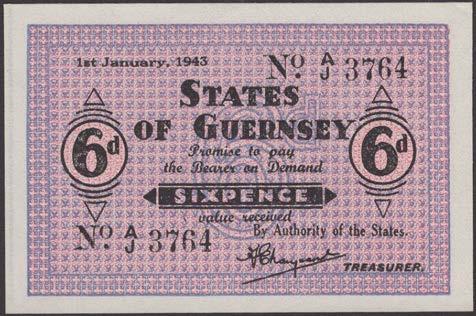 1st January, 1943
No. A/J 3764
STATES
OF GUERNSEY
6d 6d
Promise to pay
the Bearer on Demand
SIXPENCE
value received
No. A/J 3764
By Authority of the States.
TREASURER.